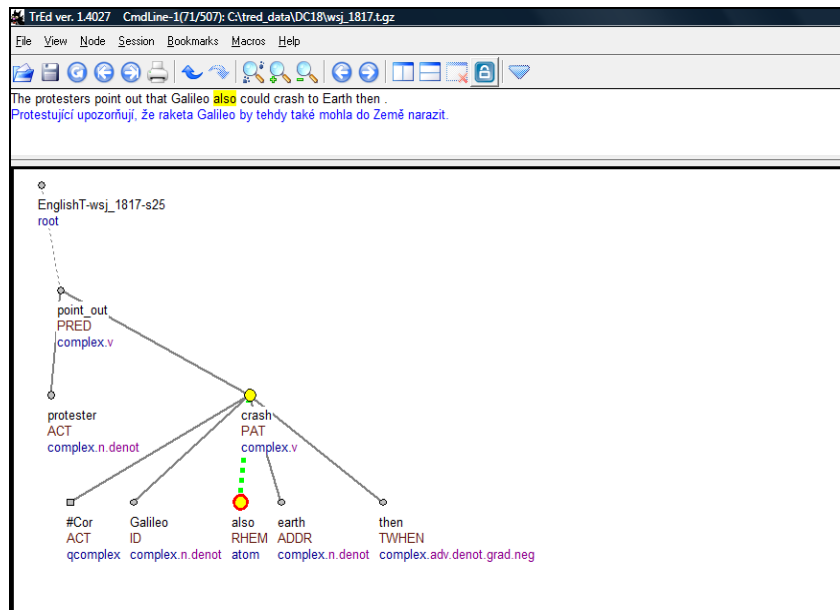 TrEd ver. 1.4027 CmdLine-1(71/507): C:\tred_data\DC18\wsj_1817.t.gz
File View Node Session Bookmarks Macros Help
The protesters point out that Galileo also could crash to Earth then .
Protestující upozorňují, že raketa Galileo by tehdy také mohla do Země narazit.
EnglishT-wsj_1817-s25
root
point_out
PRED
complex.v
protester crash
ACT PAT
complex.n.denot complex.v
#Cor Galileo also earth then
ACT ID RHEM ADDR TWHEN
qcomplex complex.n.denot atom complex.n.denot complex.adv.denot.grad.neg